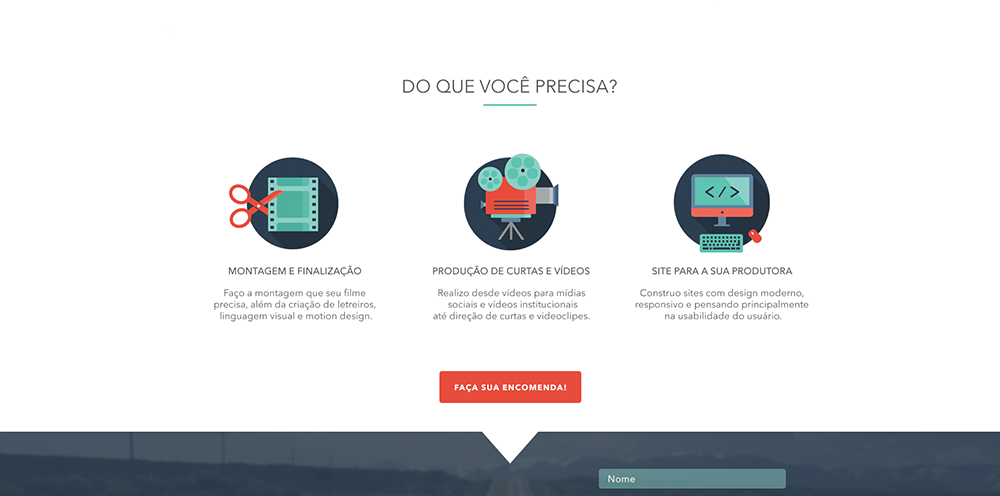 DO QUE VOCÊ PRECISA?
MONTAGEM E FINALIZAÇÃO
Faço a montagem que seu filme
precisa, além da criação de letreiros,
linguagem visual e motion design.
PRODUÇÃO DE CURTAS E VÍDEOS
Realizo desde vídeos para mídias
sociais e vídeos institucionais
até direção de curtas e videoclipes.
SITE PARA A SUA PRODUTORA
Construo sites com design moderno,
responsivo e pensando principalmente
na usabilidade do usuário.
FAÇA SUA ENCOMENDA!
Nome